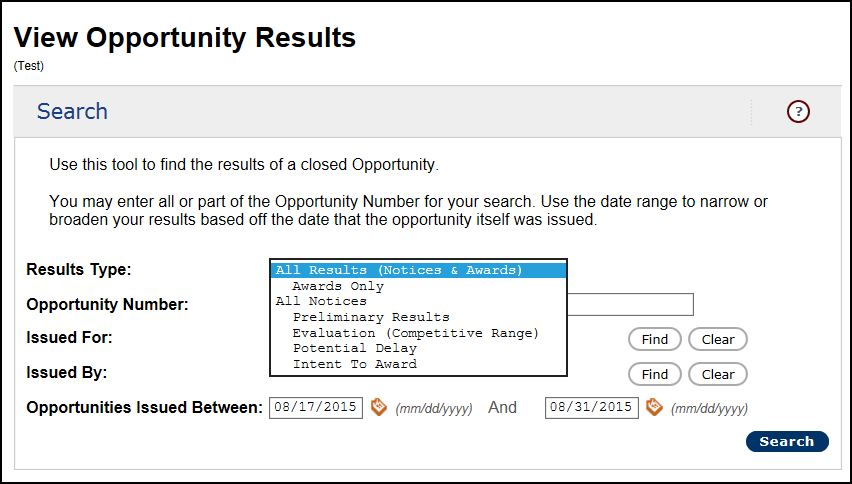 View Opportunity Results
(Test)
Search
?
Use this tool to find the results of a closed Opportunity.
You may enter all or part of the Opportunity Number for your search. Use the date range to narrow or
broaden your results based off the date that the opportunity itself was issued.
Results Type:
All Results (Notices & Awards)
Awards Only
All Notices
Preliminary Results
Evaluation (Competitive Range)
Potential Delay
Intent To Award
Opportunity Number:
Issued For: Find Clear
Issued By: Find Clear
Opportunities Issued Between: 08/17/2015 (mm/dd/yyyy) And 08/31/2015 (mm/dd/yyyy)
Search